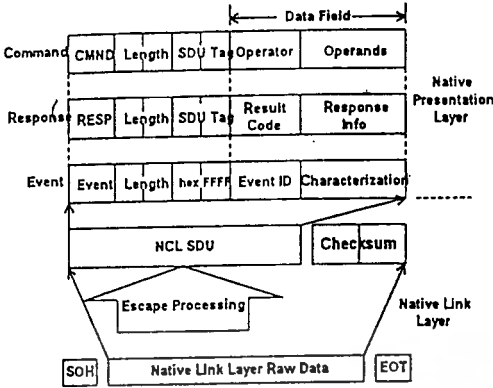 Data Field
Command CMND Length SDU Tag Operator Operands
Response RESP Length SDU Tag Result Code Response Info
Native Presentation Layer
Event Event Length hex FFFF Event ID Characterization
NCL SDU Checksum
Escape Processing
Native Link Layer
SOH Native Link Layer Raw Data EOT